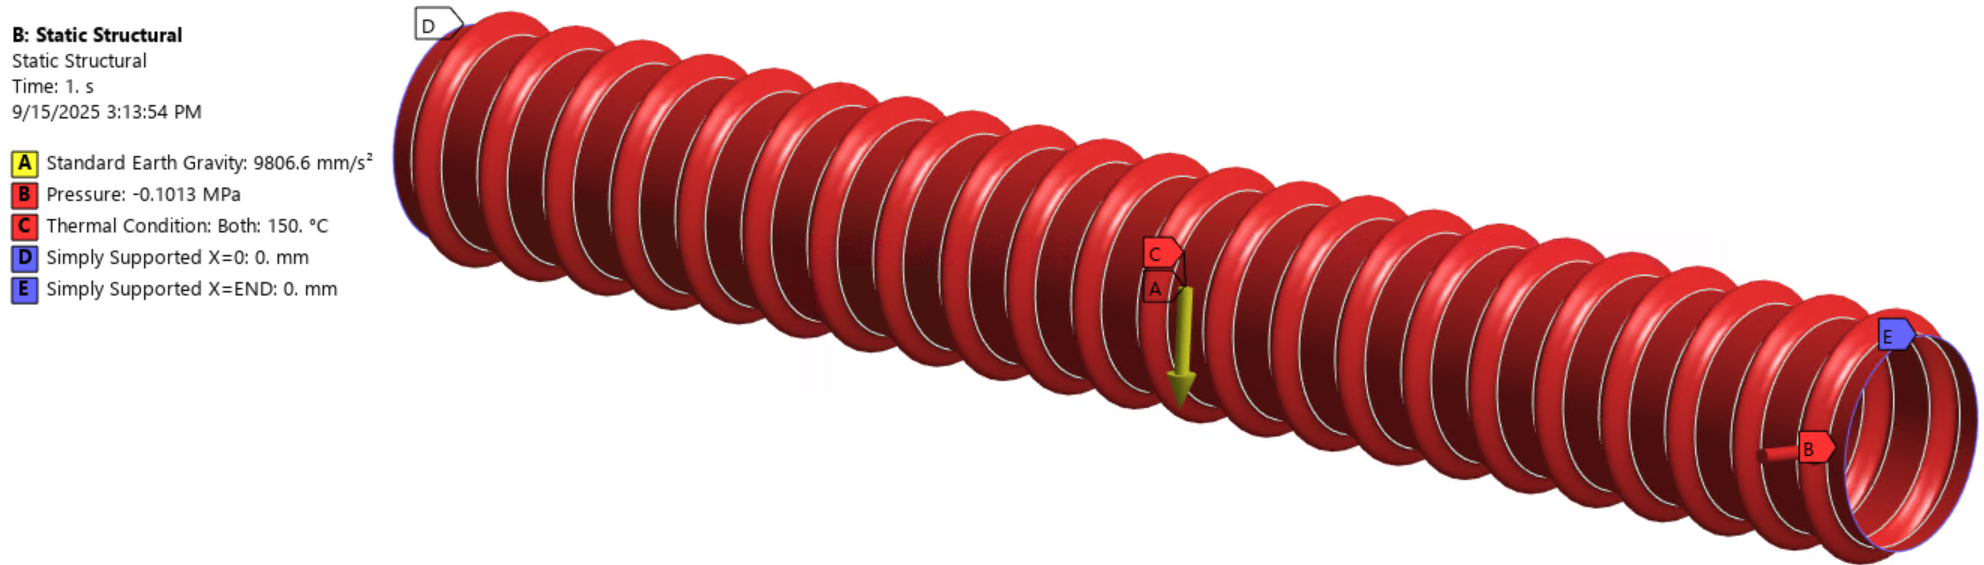 B: Static Structural
Static Structural
Time: 1. s
9/15/2025 3:13:54 PM
A Standard Earth Gravity: 9806.6 mm/s²
B Pressure: -0.1013 MPa
C Thermal Condition: Both: 150. °C
D Simply Supported X=0: 0. mm
E Simply Supported X=END: 0. mm
D
C
A
E
B